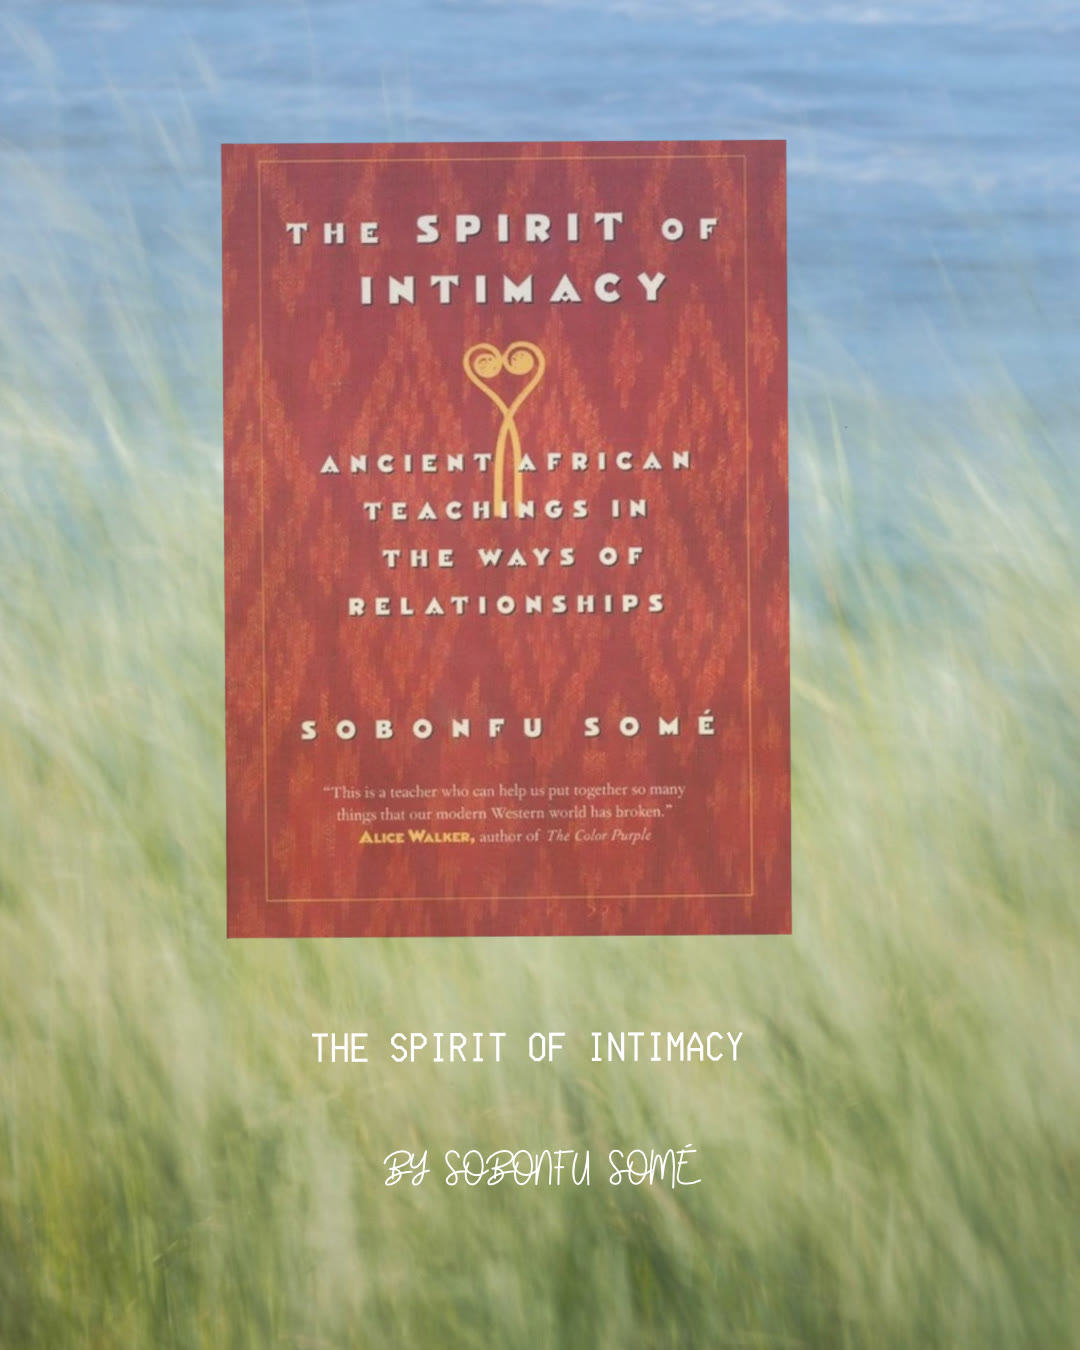 THE SPIRIT OF
INTIMACY
ANCIENT AFRICAN
TEACHINGS IN
THE WAYS OF
RELATIONSHIPS
SOBONFU SOMÉ
“This is a teacher who can help us put together so many
things that our modern Western world has broken.”
ALICE WALKER, author of The Color Purple
THE SPIRIT OF INTIMACY
BY SOBONFU SOMÉ